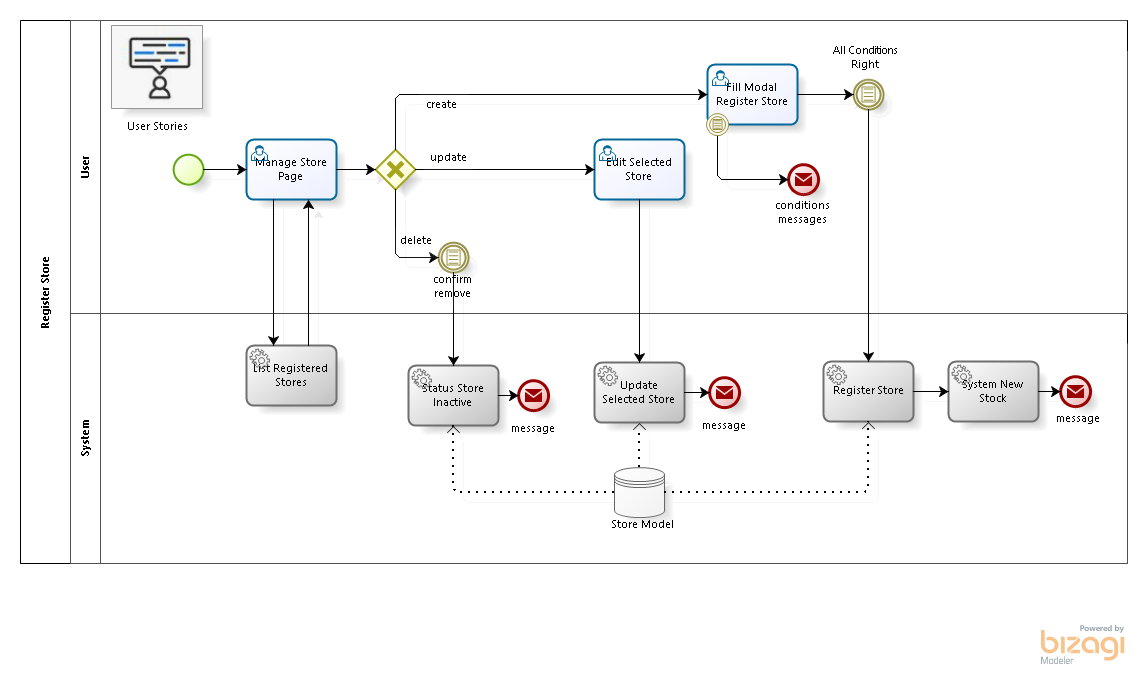 Register Store
User
System
User Stories
Manage Store
Page
create
update
delete
confirm
remove
Fill Modal
Register Store
All Conditions
Right
Edit Selected
Store
conditions
messages
List Registered
Stores
Status Store
Inactive
message
Update
Selected Store
message
Register Store
System New
Stock
message
Store Model
Powered by
bizagi
Modeler